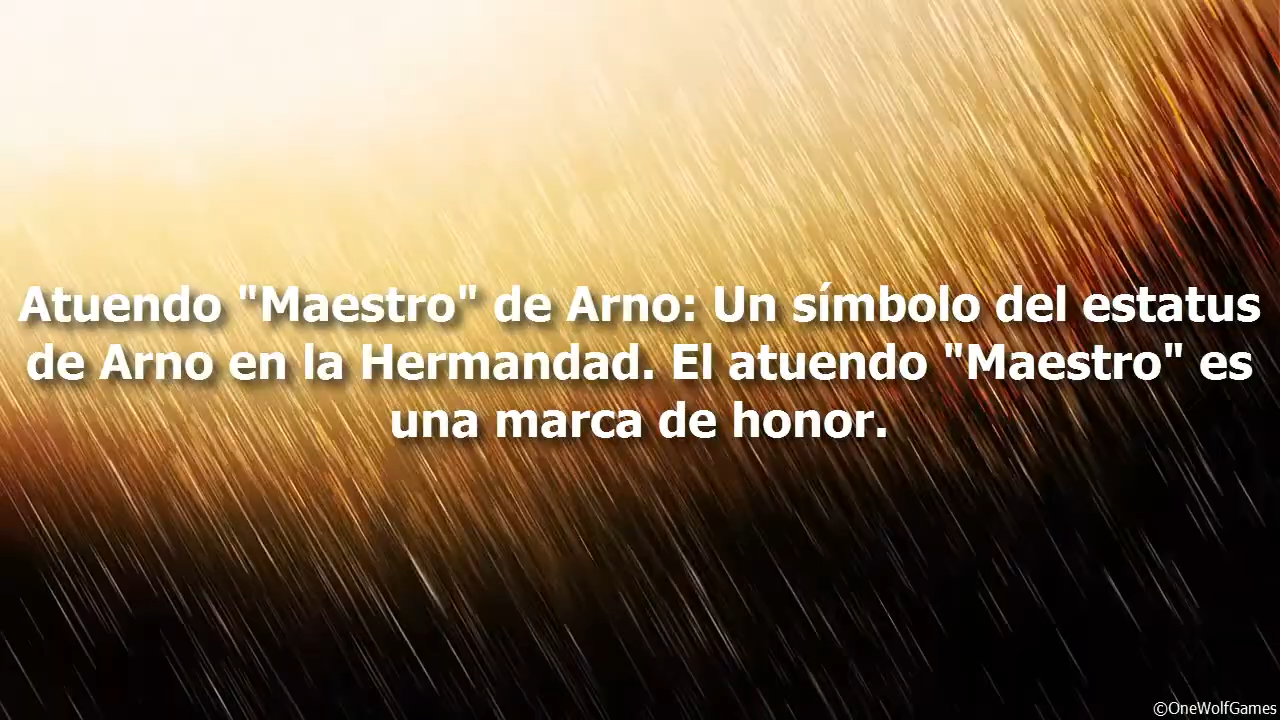 Atuendo "Maestro" de Arno: Un símbolo del estatus
de Arno en la Hermandad. El atuendo "Maestro" es
una marca de honor.
©OneWolfGames